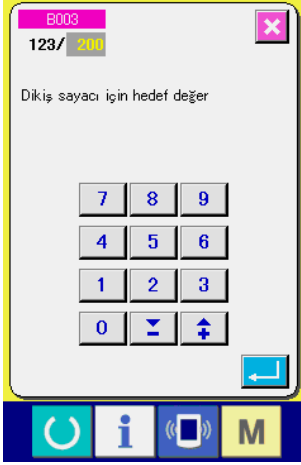 B003
123/ 200
Dikiş sayacı için hedef değer
7 8 9
4 5 6
1 2 3
0
i M